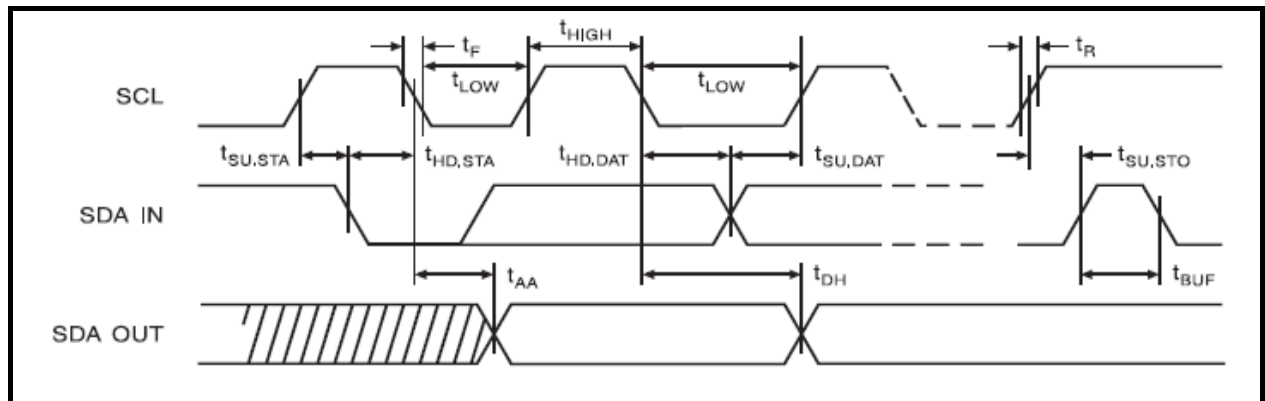 tF
tHIGH
tR
SCL
tLOW
tLOW
tSU.STA
tHD.STA
tHD.DAT
tSU.DAT
tSU.STO
SDA IN
tAA
tDH
tBUF
SDA OUT